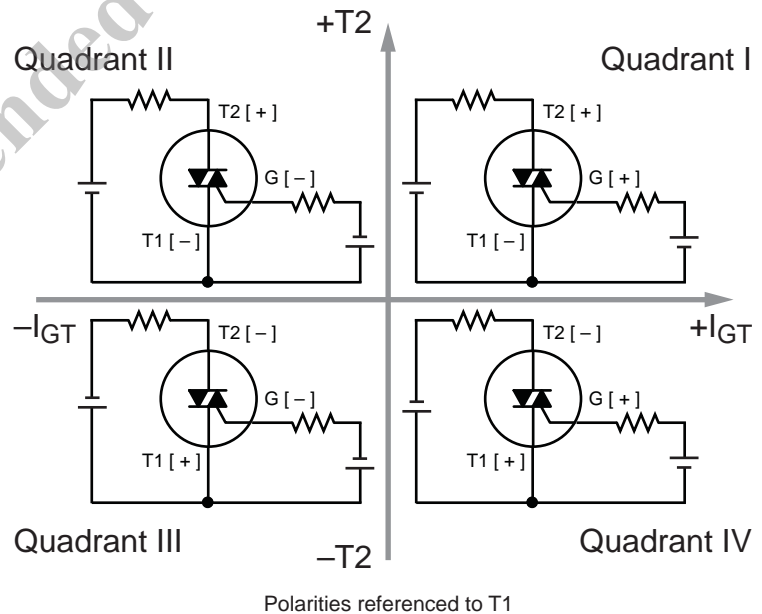 +T2
Quadrant II
Quadrant I
T2 [ + ]
G [ – ]
T1 [ – ]
T2 [ + ]
G [ + ]
T1 [ – ]
–IGT
+IGT
T2 [ – ]
G [ – ]
T1 [ + ]
T2 [ – ]
G [ + ]
T1 [ + ]
Quadrant III
–T2
Quadrant IV
Polarities referenced to T1